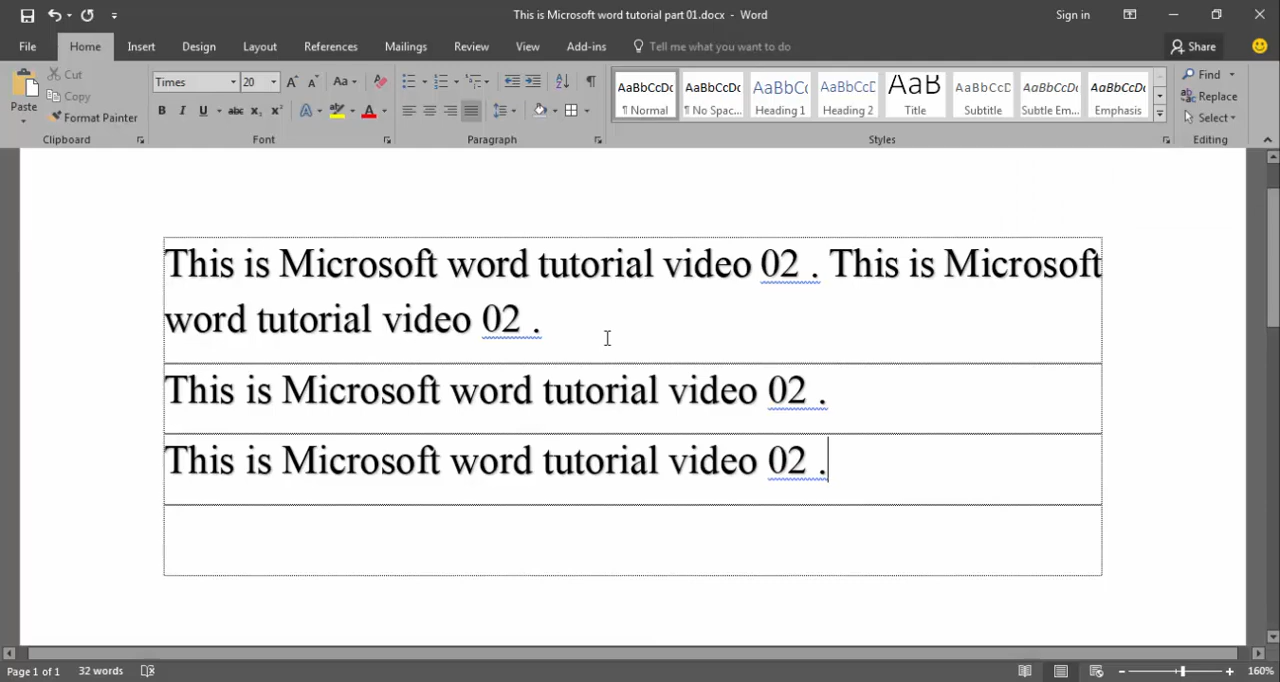 This is Microsoft word tutorial part 01.docx - Word
Sign in
File Home Insert Design Layout References Mailings Review View Add-ins Tell me what you want to do Share
Cut
Copy
Paste
Format Painter
Times 20 Aa
B I U abc x₂ x² A A
AaBbCcDc AaBbCcDc AaBbCc AaBbCcD AaB AaBbCcD AaBbCcDc AaBbCcDc
¶ Normal ¶ No Spac... Heading 1 Heading 2 Title Subtitle Subtle Em... Emphasis
Find
Replace
Select
Clipboard Font Paragraph Styles Editing
This is Microsoft word tutorial video 02 . This is Microsoft
word tutorial video 02 .
This is Microsoft word tutorial video 02 .
This is Microsoft word tutorial video 02 .
Page 1 of 1 32 words 160%